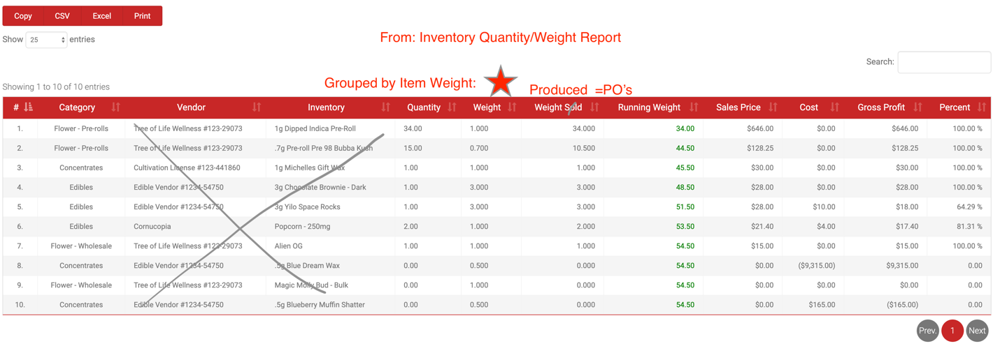 Copy CSV Excel Print
Show 25 entries
From: Inventory Quantity/Weight Report
Search:
Grouped by Item Weight:
Showing 1 to 10 of 10 entries
Produced =PO's
# Category Vendor Inventory Quantity Weight Weight Sold Running Weight Sales Price Cost Gross Profit Percent
1. Flower - Pre-rolls Tree of Life Wellness #123-29073 1g Dipped Indica Pre-Roll 34.00 1.000 34.000 34.00 $646.00 $0.00 $646.00 100.00 %
2. Flower - Pre-rolls Tree of Life Wellness #123-29073 .7g Pre-roll Pre 98 Bubba Kush 15.00 0.700 10.500 44.50 $128.25 $0.00 $128.25 100.00 %
3. Concentrates Cultivation License #123-441860 1g Michelles Gift Wax 1.00 1.000 1.000 45.50 $30.00 $0.00 $30.00 100.00 %
4. Edibles Edible Vendor #1234-54750 3g Chocolate Brownie - Dark 1.00 3.000 3.000 48.50 $28.00 $0.00 $28.00 100.00 %
5. Edibles Edible Vendor #1234-54750 3g Yilo Space Rocks 1.00 3.000 3.000 51.50 $28.00 $10.00 $18.00 64.29 %
6. Edibles Cornucopia Popcorn - 250mg 2.00 1.000 2.000 53.50 $21.40 $4.00 $17.40 81.31 %
7. Flower - Wholesale Tree of Life Wellness #123-29073 Alien OG 1.00 1.000 1.000 54.50 $15.00 $0.00 $15.00 100.00 %
8. Concentrates Edible Vendor #1234-54750 .5g Blue Dream Wax 0.00 0.500 0.000 54.50 $0.00 ($9,315.00) $9,315.00 0.00
9. Flower - Wholesale Tree of Life Wellness #123-29073 Magic Molly Bud - Bulk 0.00 1.000 0.000 54.50 $0.00 $0.00 $0.00 0.00
10. Concentrates Edible Vendor #1234-54750 .5g Blueberry Muffin Shatter 0.00 0.500 0.000 54.50 $0.00 $165.00 ($165.00) 0.00
Prev. 1 Next